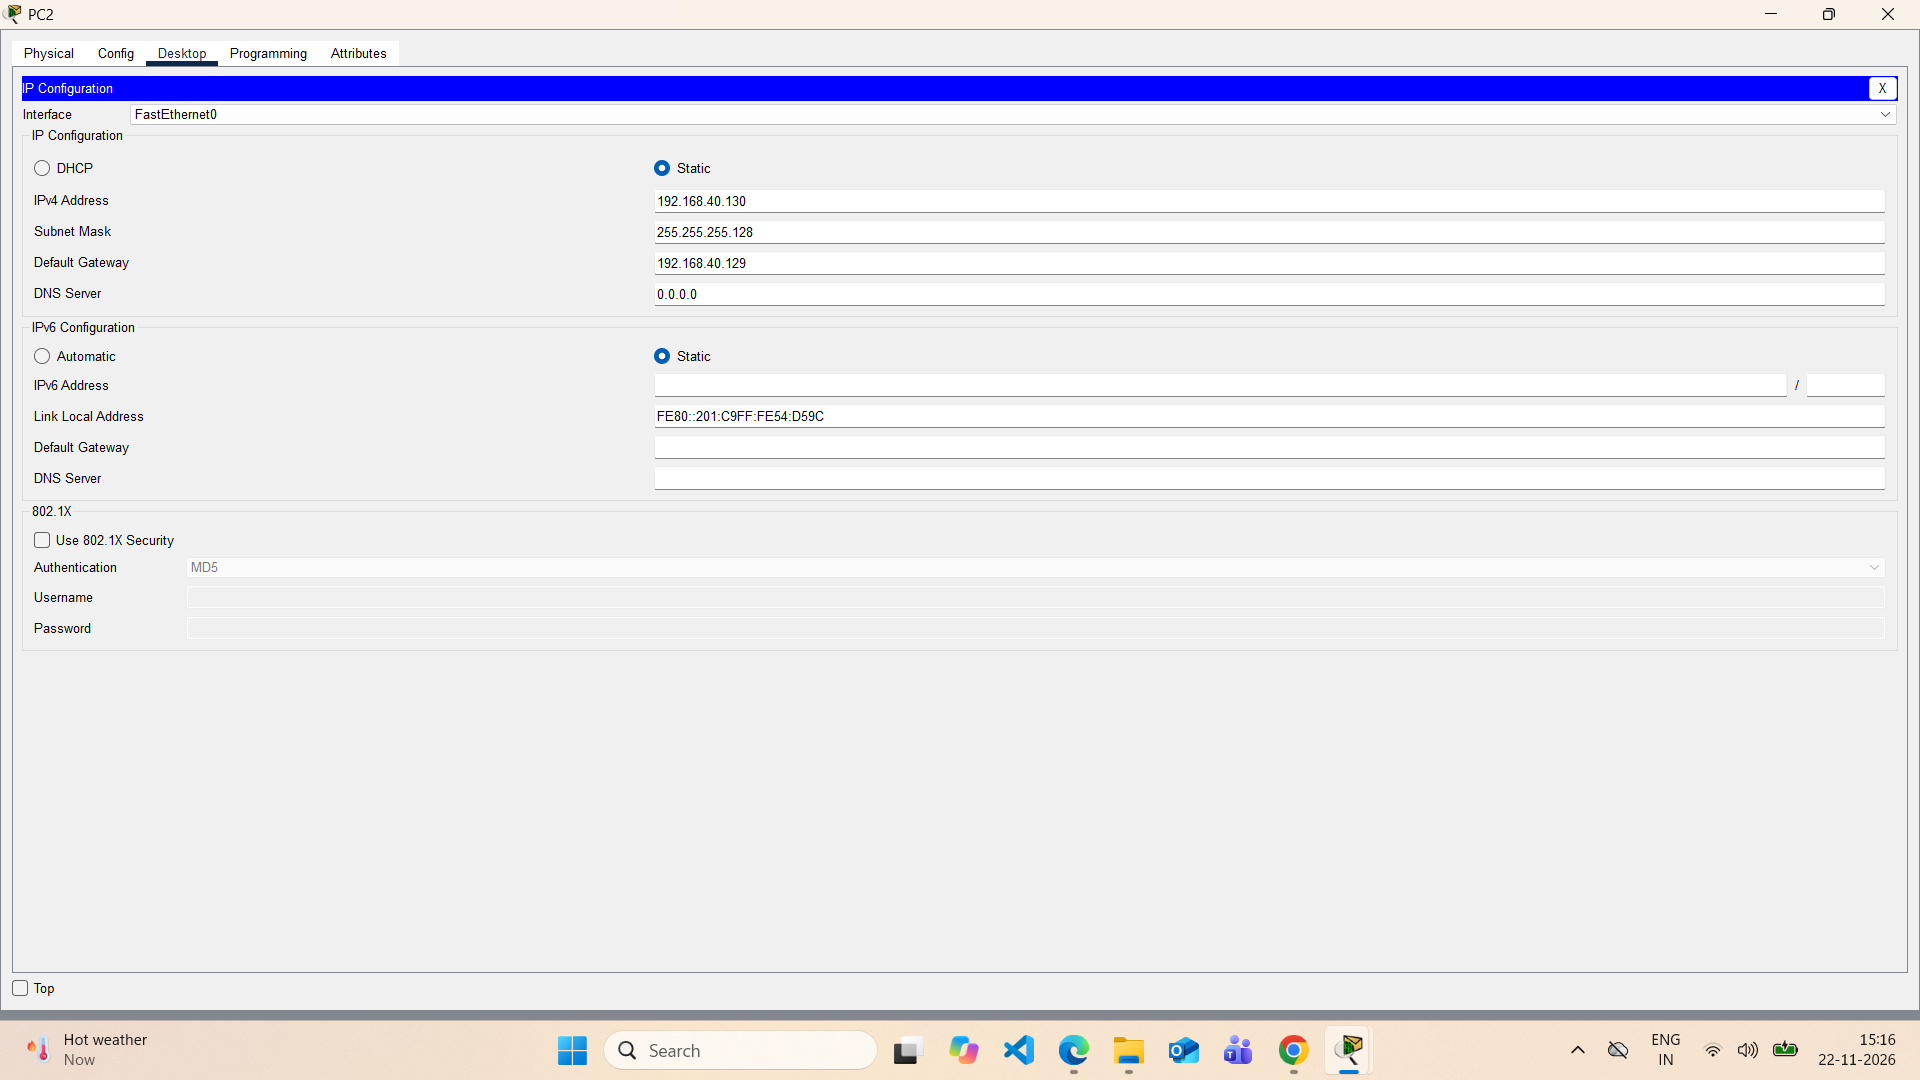 PC2
Physical Config Desktop Programming Attributes
IP Configuration X
Interface FastEthernet0
IP Configuration
DHCP Static
IPv4 Address 192.168.40.130
Subnet Mask 255.255.255.128
Default Gateway 192.168.40.129
DNS Server 0.0.0.0
IPv6 Configuration
Automatic Static
IPv6 Address /
Link Local Address FE80::201:C9FF:FE54:D59C
Default Gateway
DNS Server
802.1X
Use 802.1X Security
Authentication MD5
Username
Password
Top
Hot weather
Now
Search
ENG
IN
15:16
22-11-2026